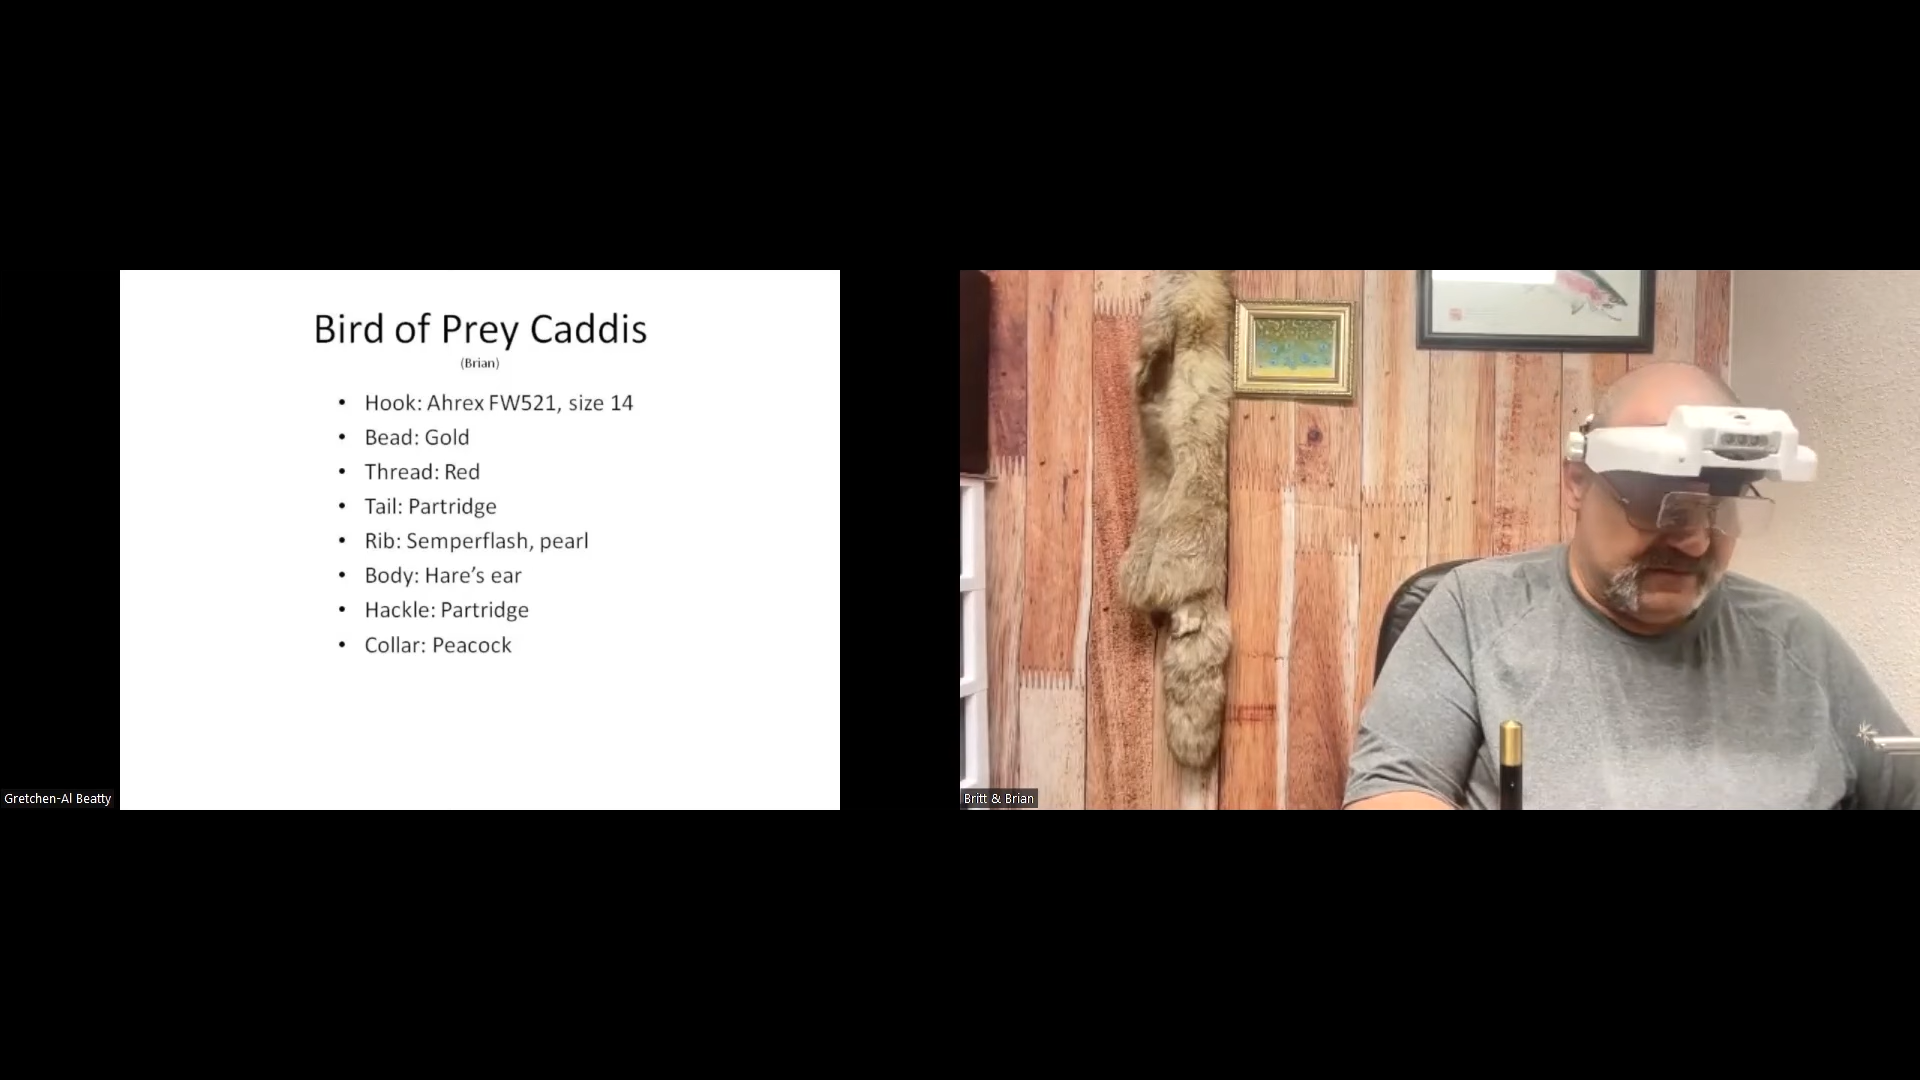 Bird of Prey Caddis
(Brian)
• Hook: Ahrex FW521, size 14
• Bead: Gold
• Thread: Red
• Tail: Partridge
• Rib: Semperflash, pearl
• Body: Hare’s ear
• Hackle: Partridge
• Collar: Peacock
Gretchen-Al Beatty
Britt & Brian